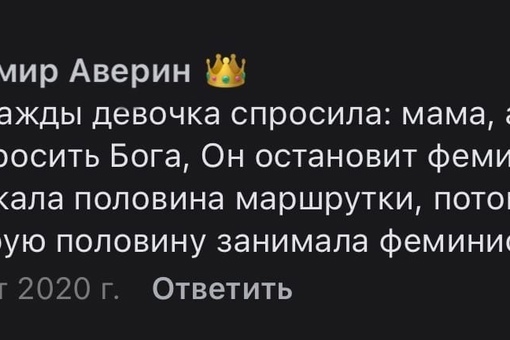 мир Аверин 👑
ажды девочка спросила: мама, а
росить Бога, Он остановит феми
кала половина маршрутки, пото
рую половину занимала феминис
т 2020 г. Ответить